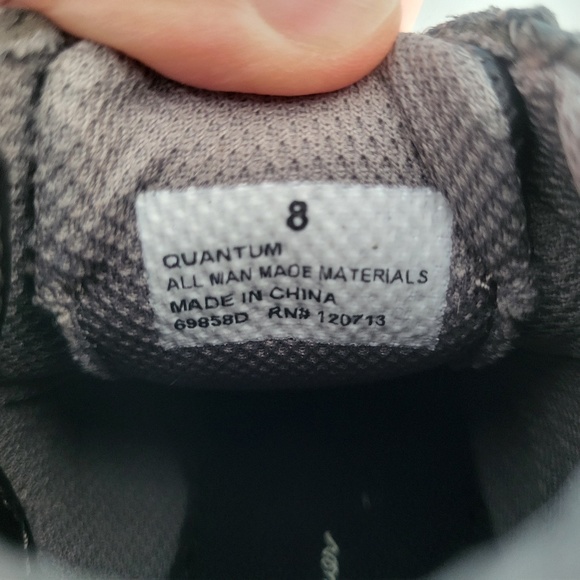 8
QUANTUM
ALL MAN MADE MATERIALS
MADE IN CHINA
69858D RN# 120713